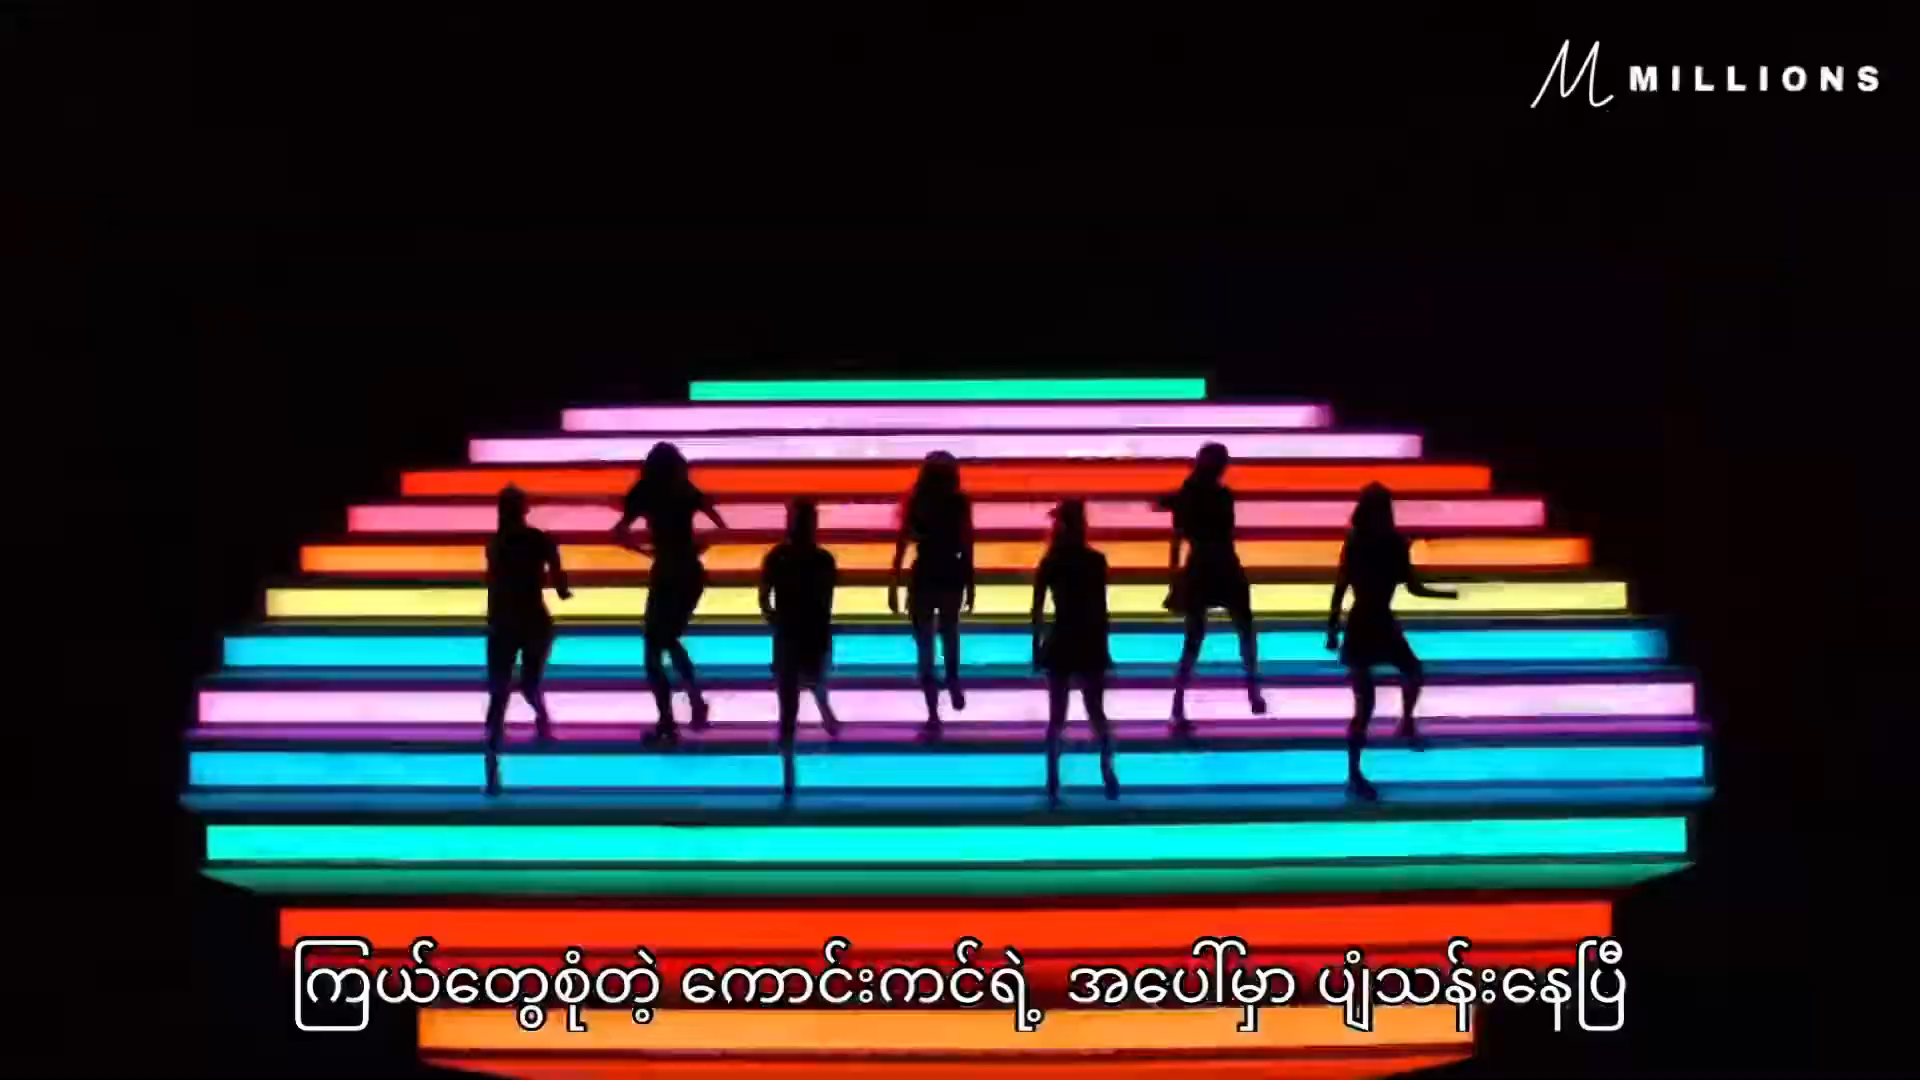 M MILLIONS
ကြယ်တွေစုံတဲ့ ကောင်းကင်ရဲ့ အပေါ်မှာ ပျံသန်းနေပြီ